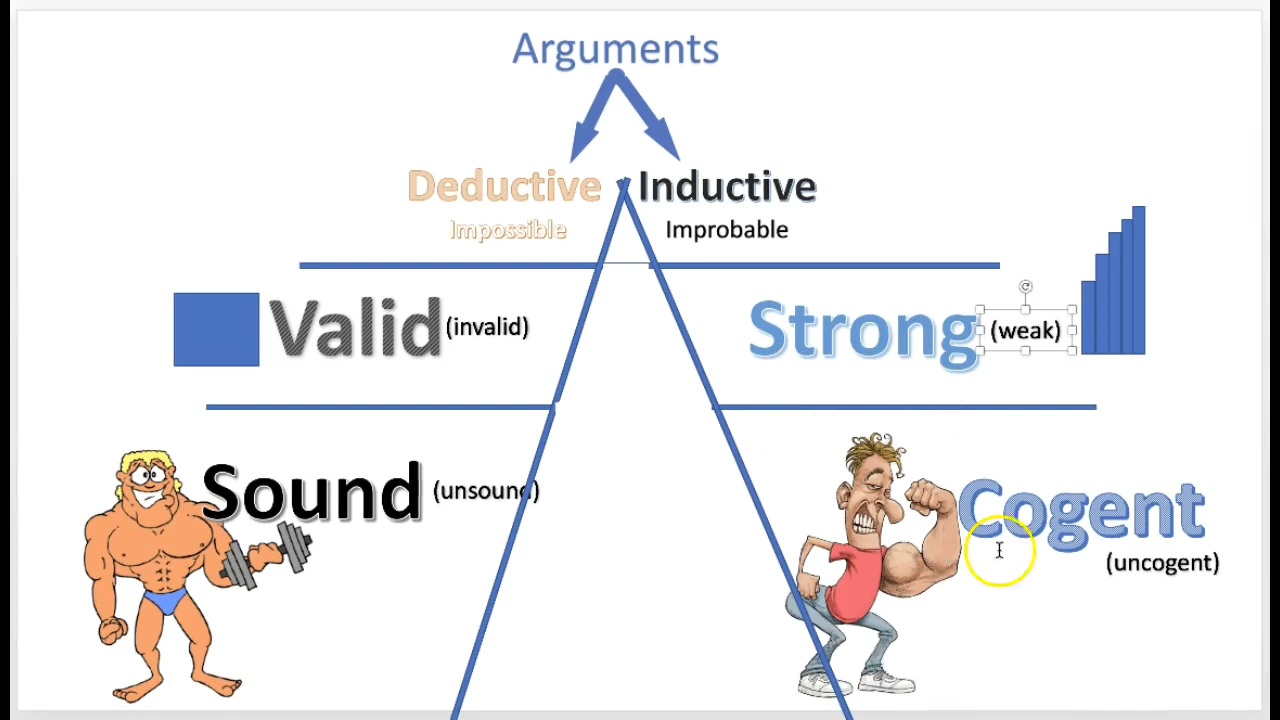 Arguments
Deductive Inductive
Impossible Improbable
Valid (invalid) Strong (weak)
Sound (unsound) Cogent
(uncogent)